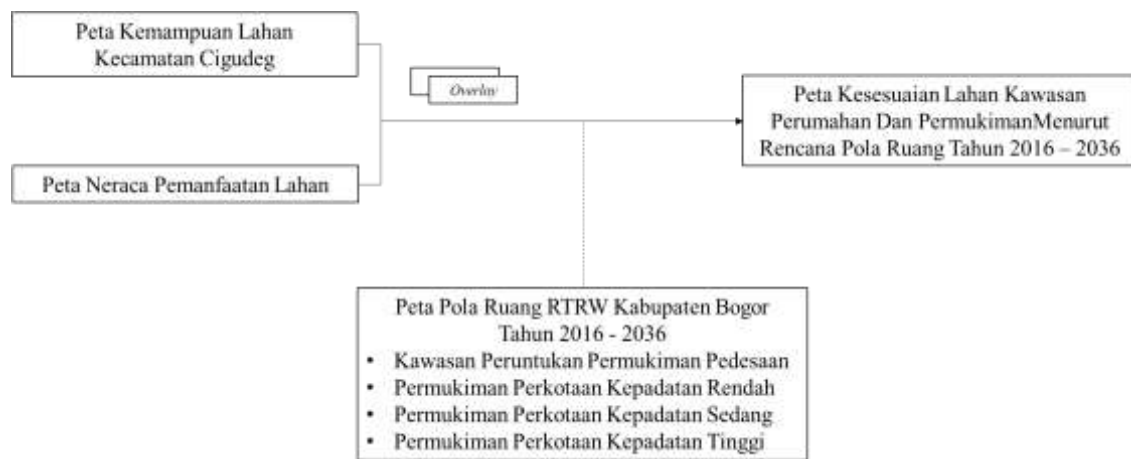 Peta Kemampuan Lahan
Kecamatan Cigudeg
Overlay
Peta Kesesuaian Lahan Kawasan
Perumahan Dan PermukimanMenurut
Rencana Pola Ruang Tahun 2016 – 2036
Peta Neraca Pemanfaatan Lahan
Peta Pola Ruang RTRW Kabupaten Bogor
Tahun 2016 - 2036
• Kawasan Peruntukan Permukiman Pedesaan
• Permukiman Perkotaan Kepadatan Rendah
• Permukiman Perkotaan Kepadatan Sedang
• Permukiman Perkotaan Kepadatan Tinggi